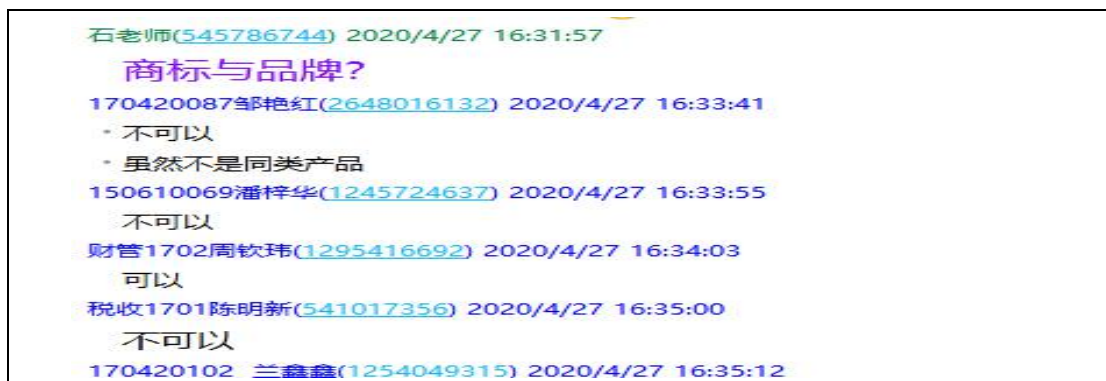 石老师(545786744) 2020/4/27 16:31:57
商标与品牌?
170420087邹艳红(2648016132) 2020/4/27 16:33:41
·不可以
·虽然不是同类产品
150610069潘梓华(1245724637) 2020/4/27 16:33:55
不可以
财管1702周钦玮(1295416692) 2020/4/27 16:34:03
可以
税收1701陈明新(541017356) 2020/4/27 16:35:00
不可以
170420102 兰鑫鑫(1254049315) 2020/4/27 16:35:12